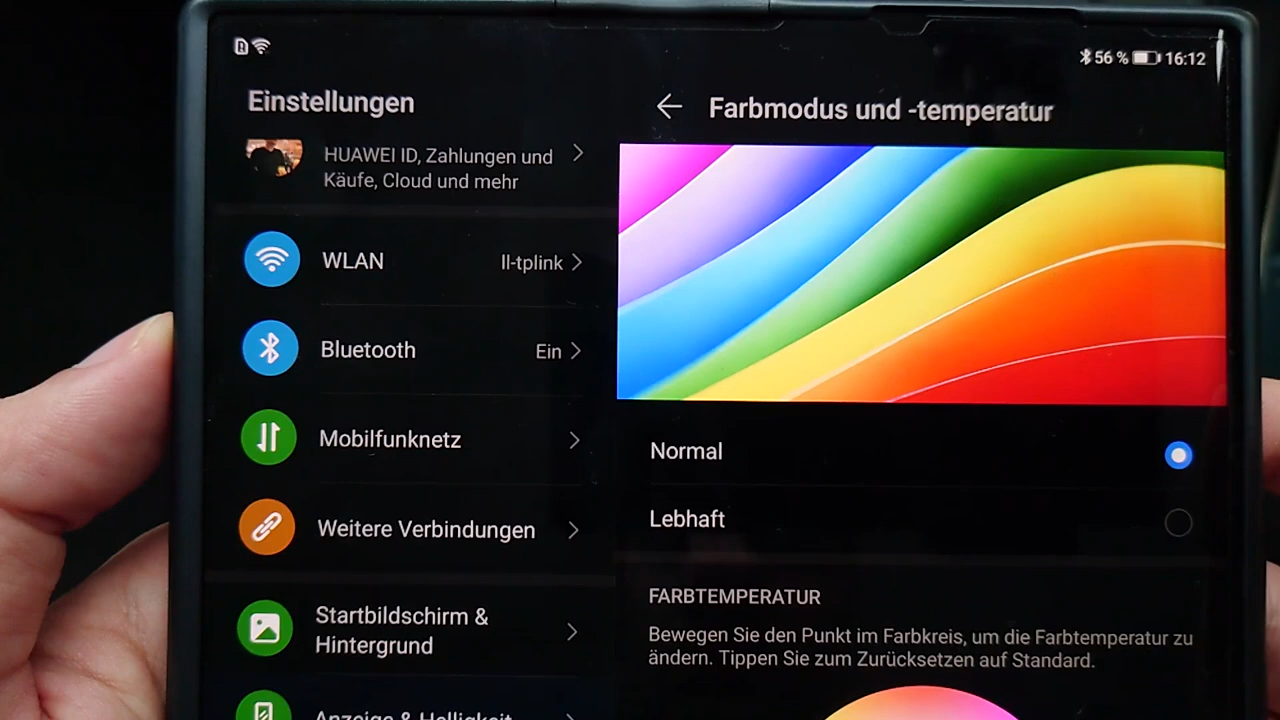 56 % 16:12
Einstellungen
HUAWEI ID, Zahlungen und
Käufe, Cloud und mehr
WLAN ll-tplink
Bluetooth Ein
Mobilfunknetz
Weitere Verbindungen
Startbildschirm &
Hintergrund
Anzeige & Helligkeit
Farbmodus und -temperatur
Normal
Lebhaft
FARBTEMPERATUR
Bewegen Sie den Punkt im Farbkreis, um die Farbtemperatur zu
ändern. Tippen Sie zum Zurücksetzen auf Standard.